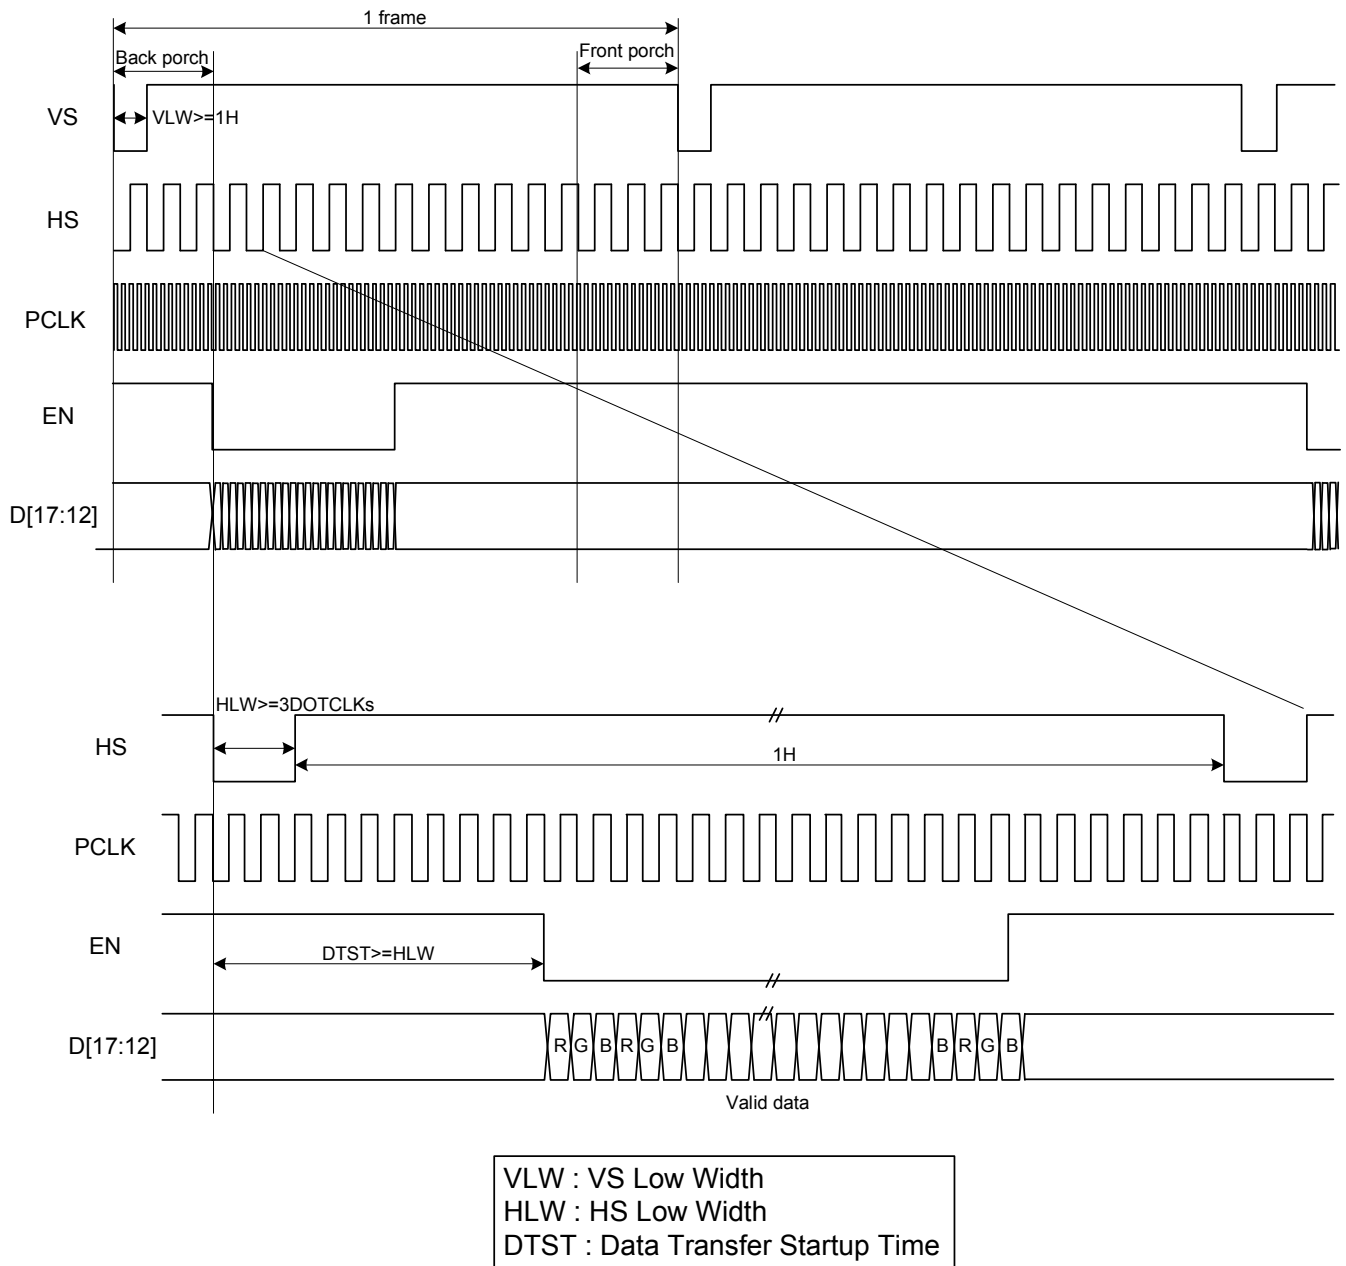 1 frame
Back porch
Front porch
VS
VLW>=1H
HS
PCLK
EN
D[17:12]
HLW>=3DOTCLKs
HS
1H
PCLK
EN
DTST>=HLW
D[17:12]
R G B R G B B R G B
Valid data
VLW : VS Low Width
HLW : HS Low Width
DTST : Data Transfer Startup Time